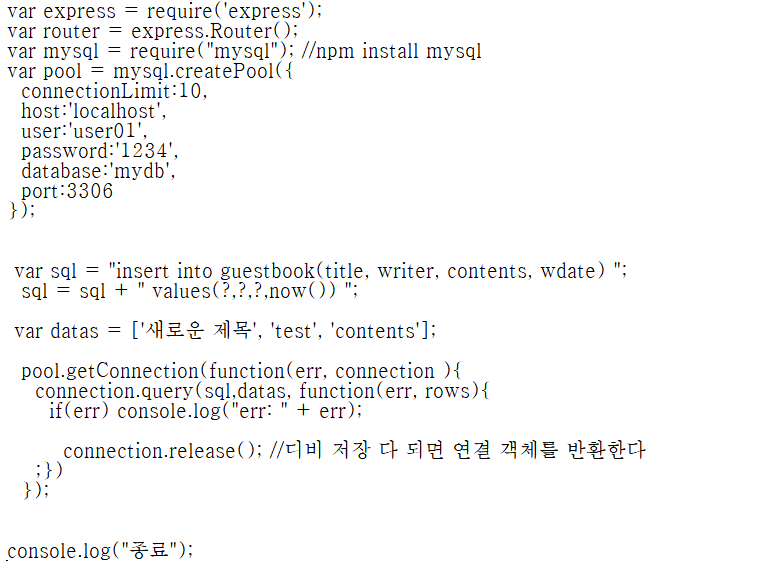 var express = require('express');
var router = express.Router();
var mysql = require("mysql"); //npm install mysql
var pool = mysql.createPool({
connectionLimit:10,
host:'localhost',
user:'user01',
password:'1234',
database:'mydb',
port:3306
});
var sql = "insert into guestbook(title, writer, contents, wdate) ";
sql = sql + " values(?,?,?,now()) ";
var datas = ['새로운 제목', 'test', 'contents'];
pool.getConnection(function(err, connection ){
connection.query(sql,datas, function(err, rows){
if(err) console.log("err: " + err);
connection.release(); //디비 저장 다 되면 연결 객체를 반환한다
;})
});
console.log("종료");